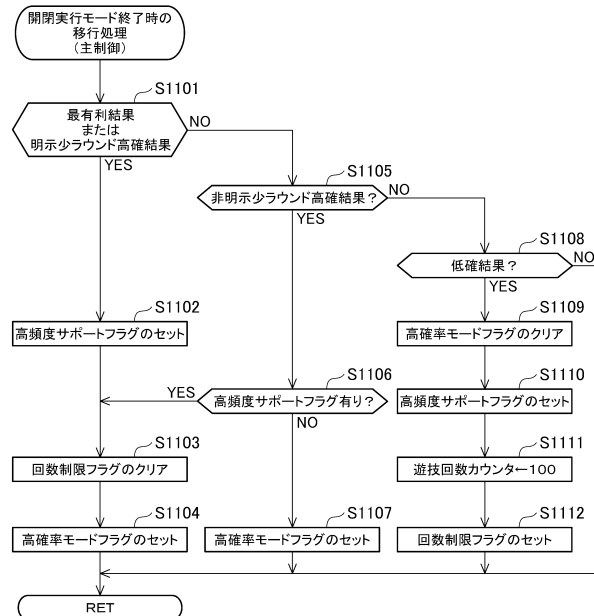 開閉実行モード終了時の
移行処理
(主制御)
S1101
最有利結果
または
明示少ラウンド高確結果
NO
YES
S1105
非明示少ラウンド高確結果?
NO
YES
S1108
低確結果?
NO
YES
S1102
高頻度サポートフラグのセット
S1109
高確率モードフラグのクリア
S1106
高頻度サポートフラグ有り?
YES
NO
S1110
高頻度サポートフラグのセット
S1103
回数制限フラグのクリア
S1111
遊技回数カウンタ←100
S1104
高確率モードフラグのセット
S1107
高確率モードフラグのセット
S1112
回数制限フラグのセット
RET